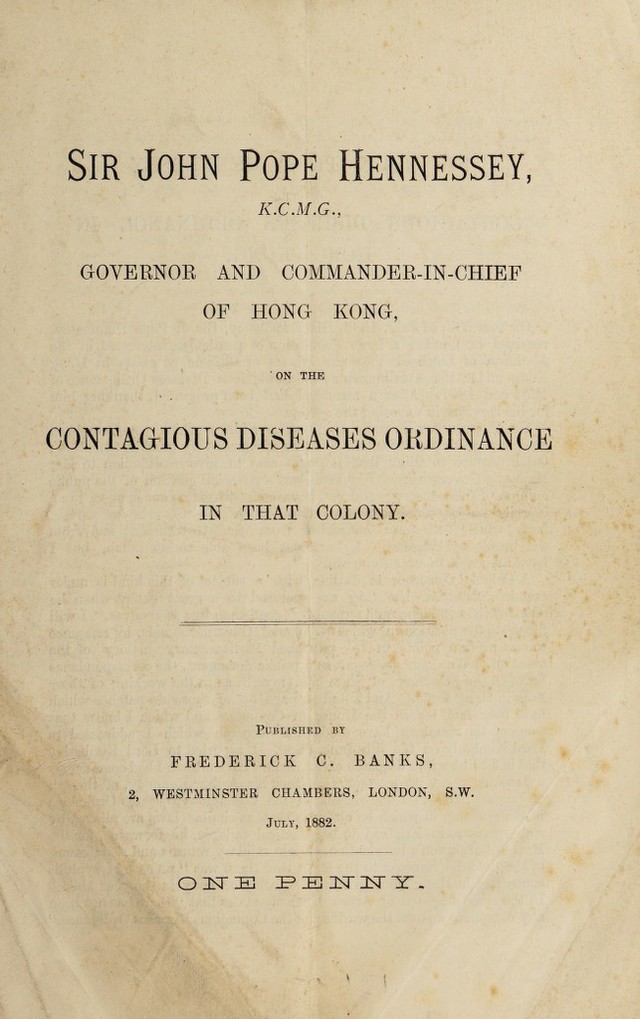 SIR JOHN POPE HENNESSEY,
K.C.M.G.,
GOVERNOR AND COMMANDER-IN-CHIEF
OF HONG KONG,
ON THE
CONTAGIOUS DISEASES ORDINANCE
IN THAT COLONY.
PUBLISHED BY
FREDERICK C. BANKS,
2, WESTMINSTER CHAMBERS, LONDON, S.W.
JULY, 1882.
ONE PENNY.